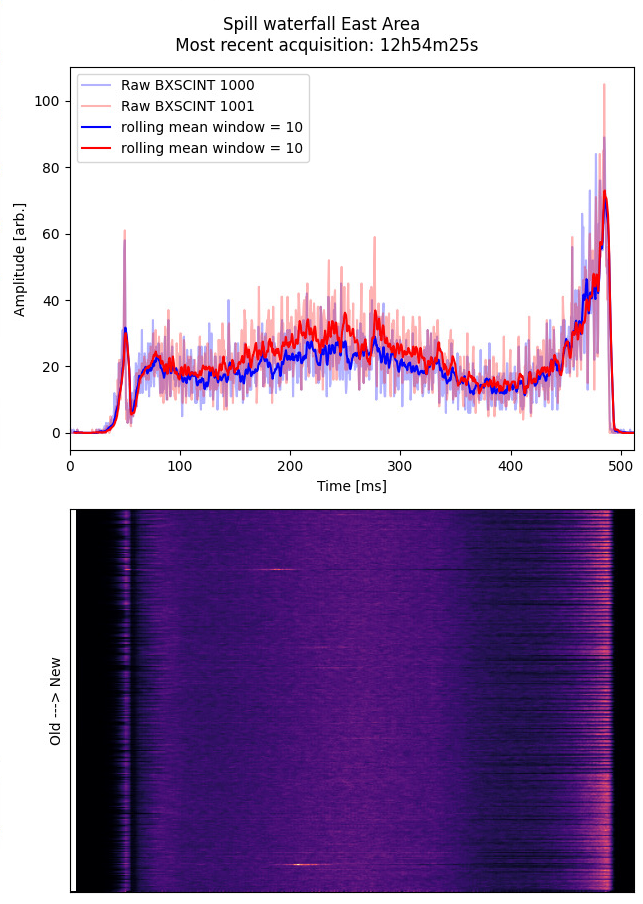 Spill waterfall East Area
Most recent acquisition: 12h54m25s
Raw BXSCINT 1000
Raw BXSCINT 1001
rolling mean window = 10
rolling mean window = 10
Amplitude [arb.]
100
80
60
40
20
0
0 100 200 300 400 500
Time [ms]
Old ---> New